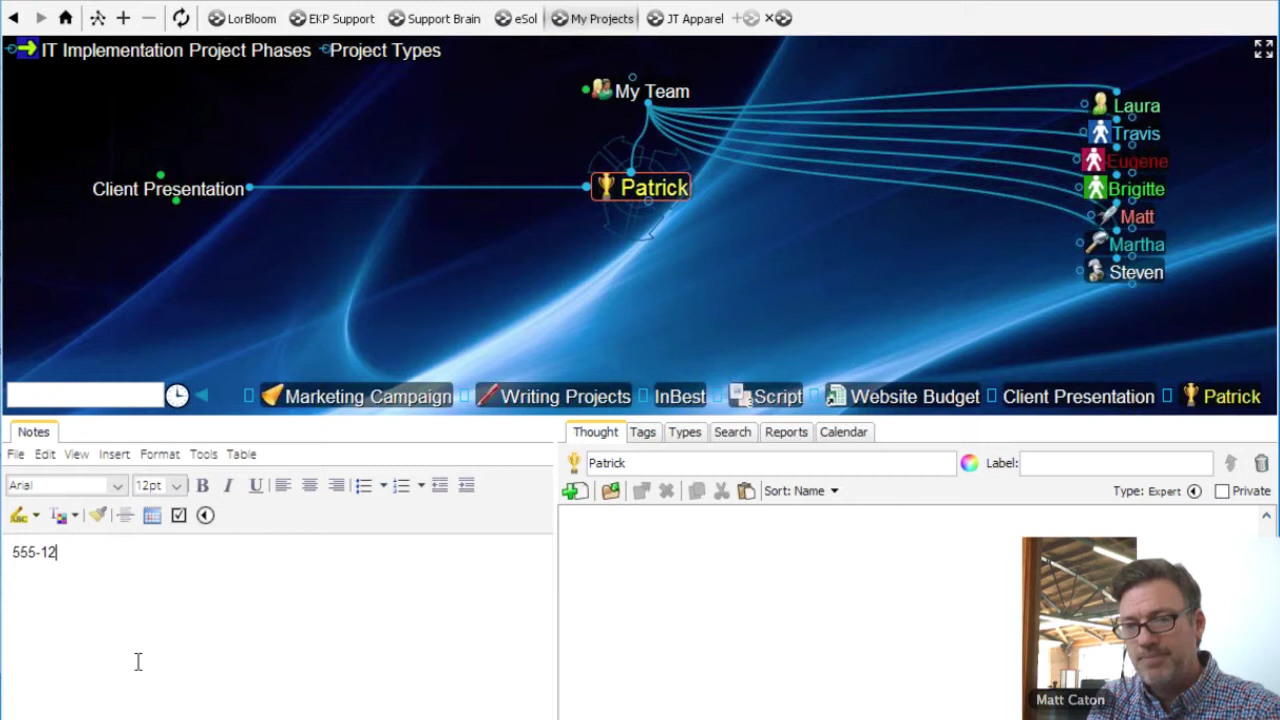 LorBloom EKP Support Support Brain eSol My Projects JT Apparel
IT Implementation Project Phases Project Types
My Team
Laura
Travis
Eugene
Client Presentation Patrick Brigitte
Matt
Martha
Steven
Marketing Campaign Writing Projects InBest Script Website Budget Client Presentation Patrick
Notes
File Edit View Insert Format Tools Table
Arial 12pt B I U
ABC
555-12
Thought Tags Types Search Reports Calendar
Patrick Label:
Sort: Name Type: Expert Private
Matt Caton